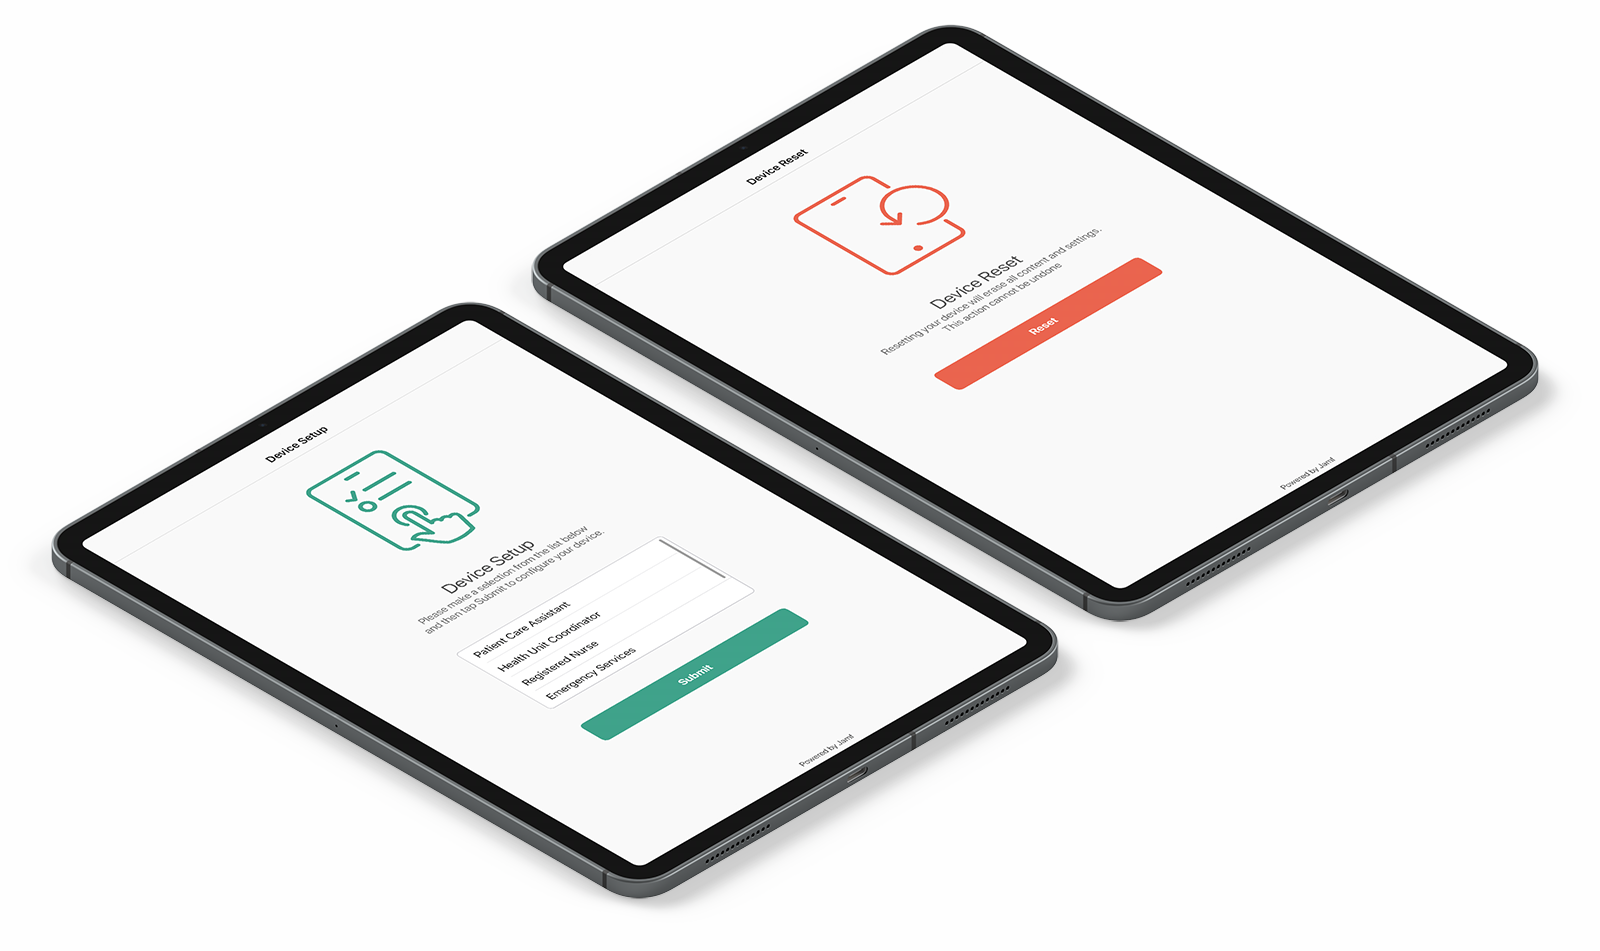 Device Setup
Device Setup
Please make a selection from the list below
and then tap Submit to configure your device.
Patient Care Assistant
Health Unit Coordinator
Registered Nurse
Emergency Services
Submit
Powered by Jamf
Device Reset
Device Reset
Resetting your device will erase all content and settings.
This action cannot be undone
Reset
Powered by Jamf